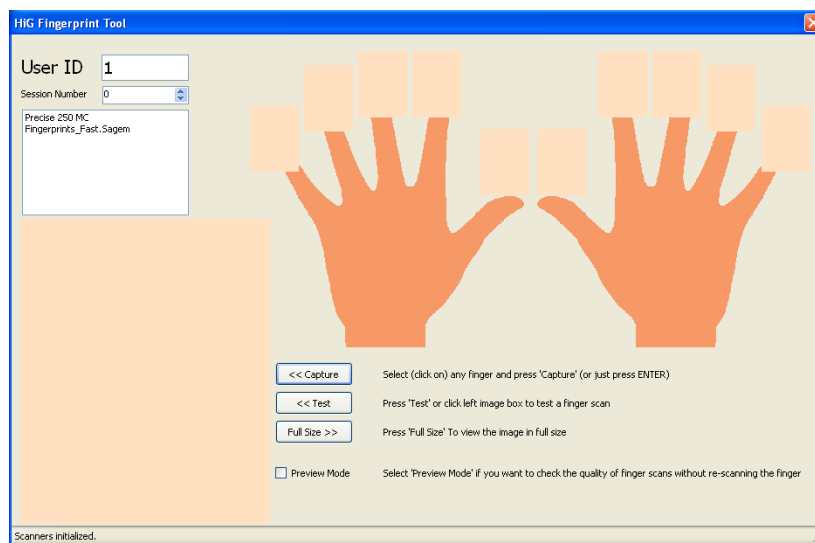 HiG Fingerprint Tool
User ID 1
Session Number 0
Precise 250 MC
Fingerprints_Fast.Sagem
<< Capture Select (click on) any finger and press 'Capture' (or just press ENTER)
<< Test Press 'Test' or click left image box to test a finger scan
Full Size >> Press 'Full Size' To view the image in full size
Preview Mode Select 'Preview Mode' if you want to check the quality of finger scans without re-scanning the finger
Scanners initialized.